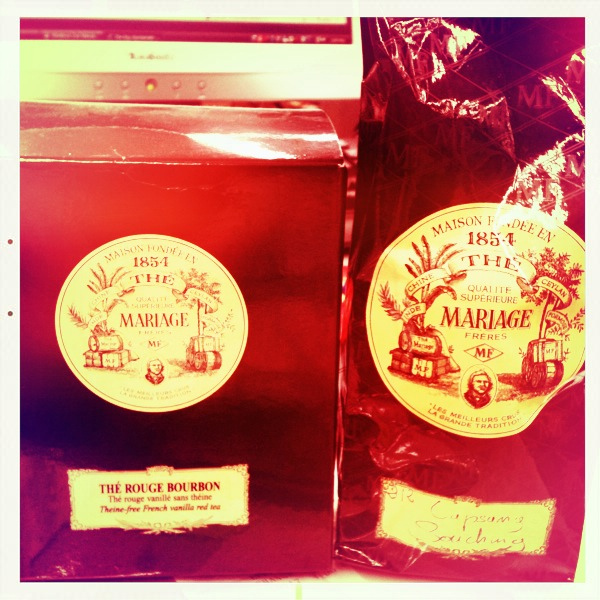 MAISON FONDÉE EN
1854
THÉ
QUALITÉ
SUPÉRIEURE
MARIAGE
FRÈRES
MF
LES MEILLEURS CRUS
LA GRANDE TRADITION
THÉ ROUGE BOURBON
Thé rouge vanillé sans théine
Theine-free French vanilla red tea
MF
MAISON FONDÉE EN
1854
THÉ
CHINE
CEYLAN
INDE
QUALITÉ
SUPÉRIEURE
MARIAGE
FRÈRES
MF
LES MEILLEURS CRUS
LA GRANDE TRADITION
Lapsang
Souchong